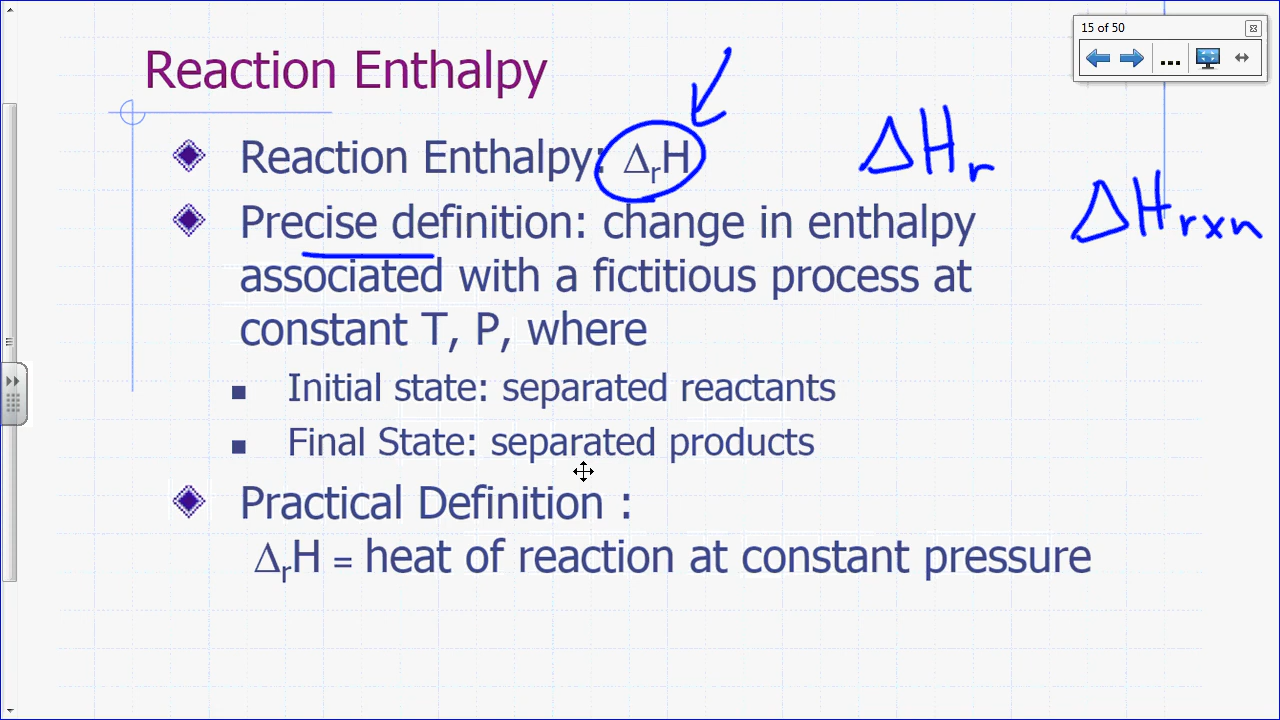 15 of 50
Reaction Enthalpy
Reaction Enthalpy: ΔrH
ΔHr
ΔHrxn
Precise definition: change in enthalpy
associated with a fictitious process at
constant T, P, where
Initial state: separated reactants
Final State: separated products
Practical Definition :
ΔrH = heat of reaction at constant pressure